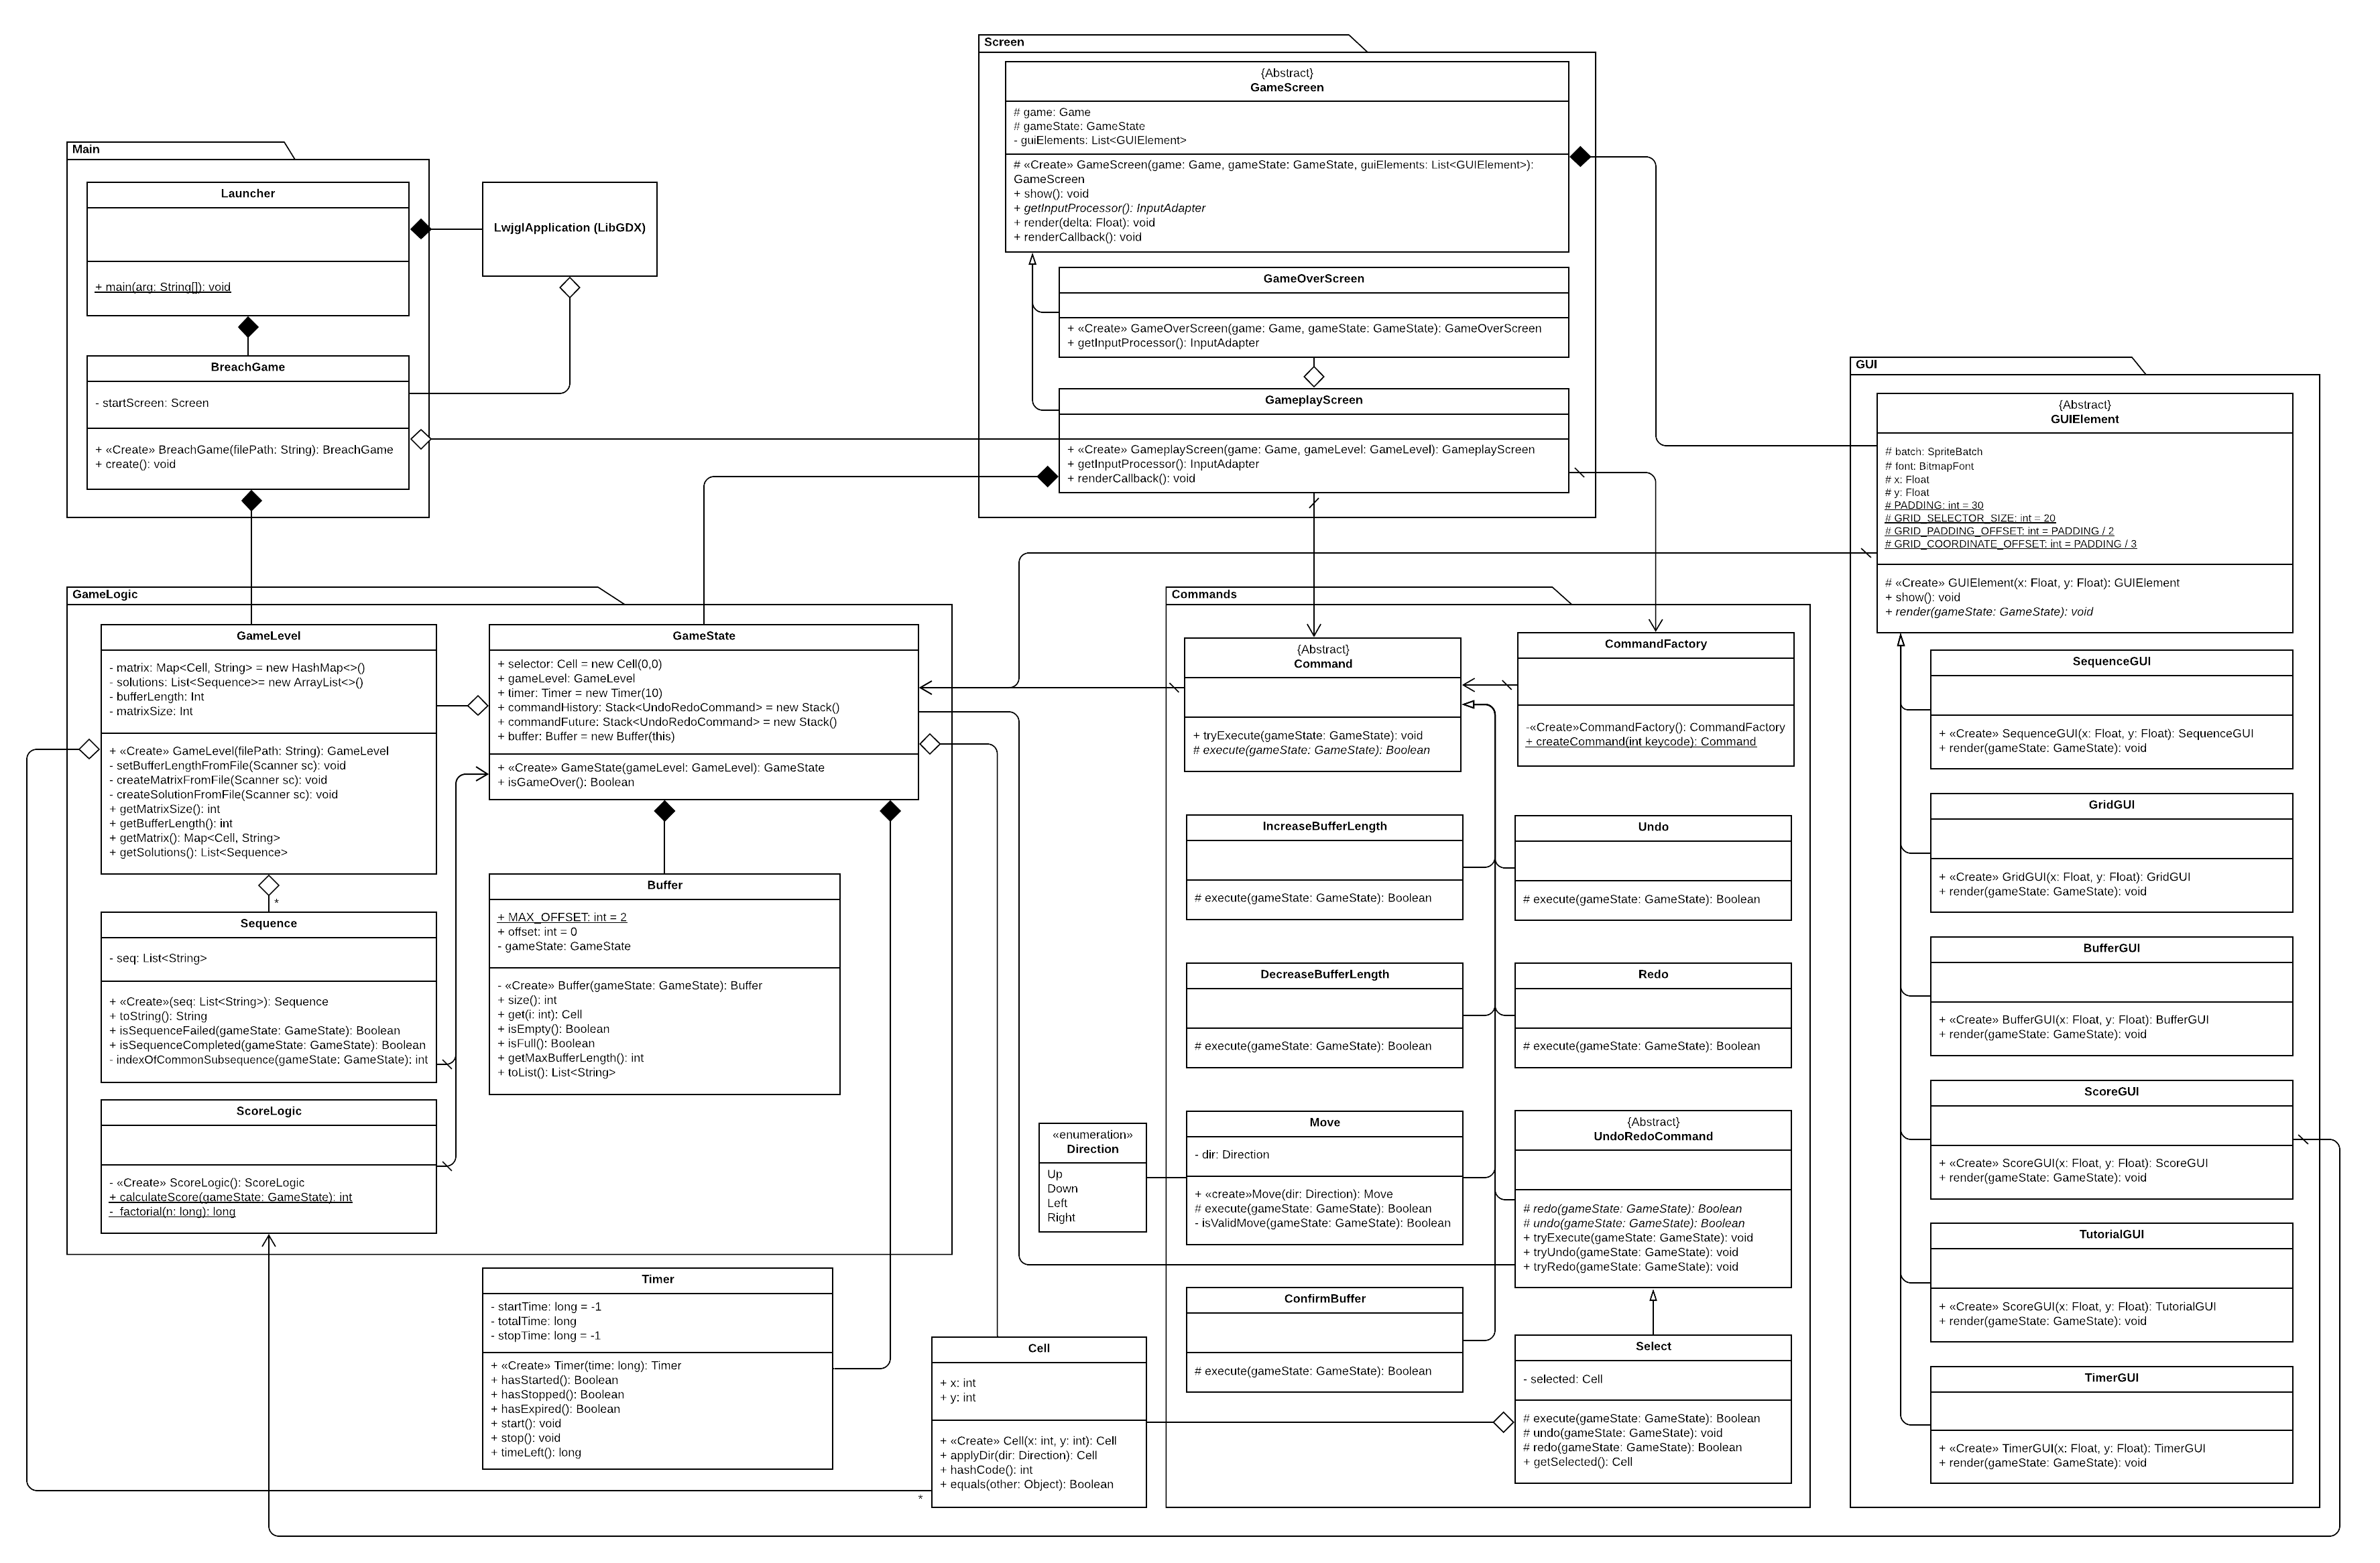 Screen
{Abstract}
GameScreen
# game: Game
# gameState: GameState
- guiElements: List<GUIElement>
# «Create» GameScreen(game: Game, gameState: GameState, guiElements: List<GUIElement>):
GameScreen
+ show(): void
+ getInputProcessor(): InputAdapter
+ render(delta: Float): void
+ renderCallback(): void
GameOverScreen
+ «Create» GameOverScreen(game: Game, gameState: GameState): GameOverScreen
+ getInputProcessor(): InputAdapter
GameplayScreen
+ «Create» GameplayScreen(game: Game, gameLevel: GameLevel): GameplayScreen
+ getInputProcessor(): InputAdapter
+ renderCallback(): void
Main
Launcher
+ main(arg: String[]): void
LwjglApplication (LibGDX)
BreachGame
- startScreen: Screen
+ «Create» BreachGame(filePath: String): BreachGame
+ create(): void
GameLogic
GameLevel
- matrix: Map<Cell, String> = new HashMap<>()
- solutions: List<Sequence>= new ArrayList<>()
- bufferLength: Int
- matrixSize: Int
+ «Create» GameLevel(filePath: String): GameLevel
- setBufferLengthFromFile(Scanner sc): void
- createMatrixFromFile(Scanner sc): void
- createSolutionFromFile(Scanner sc): void
+ getMatrixSize(): int
+ getBufferLength(): int
+ getMatrix(): Map<Cell, String>
+ getSolutions(): List<Sequence>
*
Sequence
- seq: List<String>
+ «Create»(seq: List<String>): Sequence
+ toString(): String
+ isSequenceFailed(gameState: GameState): Boolean
+ isSequenceCompleted(gameState: GameState): Boolean
- indexOfCommonSubsequence(gameState: GameState): int
ScoreLogic
- «Create» ScoreLogic(): ScoreLogic
+ calculateScore(gameState: GameState): int
- factorial(n: long): long
GameState
+ selector: Cell = new Cell(0,0)
+ gameLevel: GameLevel
+ timer: Timer = new Timer(10)
+ commandHistory: Stack<UndoRedoCommand> = new Stack()
+ commandFuture: Stack<UndoRedoCommand> = new Stack()
+ buffer: Buffer = new Buffer(this)
+ «Create» GameState(gameLevel: GameLevel): GameState
+ isGameOver(): Boolean
Buffer
+ MAX_OFFSET: int = 2
+ offset: int = 0
- gameState: GameState
- «Create» Buffer(gameState: GameState): Buffer
+ size(): int
+ get(i: int): Cell
+ isEmpty(): Boolean
+ isFull(): Boolean
+ getMaxBufferLength(): int
+ toList(): List<String>
Timer
- startTime: long = -1
- totalTime: long
- stopTime: long = -1
+ «Create» Timer(time: long): Timer
+ hasStarted(): Boolean
+ hasStopped(): Boolean
+ hasExpired(): Boolean
+ start(): void
+ stop(): void
+ timeLeft(): long
Cell
+ x: int
+ y: int
+ «Create» Cell(x: int, y: int): Cell
+ applyDir(dir: Direction): Cell
+ hashCode(): int
+ equals(other: Object): Boolean
*
«enumeration»
Direction
Up
Down
Left
Right
Commands
{Abstract}
Command
+ tryExecute(gameState: GameState): void
# execute(gameState: GameState): Boolean
CommandFactory
-«Create»CommandFactory(): CommandFactory
+ createCommand(int keycode): Command
IncreaseBufferLength
# execute(gameState: GameState): Boolean
Undo
# execute(gameState: GameState): Boolean
DecreaseBufferLength
# execute(gameState: GameState): Boolean
Redo
# execute(gameState: GameState): Boolean
Move
- dir: Direction
+ «create»Move(dir: Direction): Move
# execute(gameState: GameState): Boolean
- isValidMove(gameState: GameState): Boolean
{Abstract}
UndoRedoCommand
# redo(gameState: GameState): Boolean
# undo(gameState: GameState): Boolean
+ tryExecute(gameState: GameState): void
+ tryUndo(gameState: GameState): void
+ tryRedo(gameState: GameState): void
ConfirmBuffer
# execute(gameState: GameState): Boolean
Select
- selected: Cell
# execute(gameState: GameState): Boolean
# undo(gameState: GameState): void
# redo(gameState: GameState): Boolean
+ getSelected(): Cell
GUI
{Abstract}
GUIElement
# batch: SpriteBatch
# font: BitmapFont
# x: Float
# y: Float
# PADDING: int = 30
# GRID_SELECTOR_SIZE: int = 20
# GRID_PADDING_OFFSET: int = PADDING / 2
# GRID_COORDINATE_OFFSET: int = PADDING / 3
# «Create» GUIElement(x: Float, y: Float): GUIElement
+ show(): void
+ render(gameState: GameState): void
SequenceGUI
+ «Create» SequenceGUI(x: Float, y: Float): SequenceGUI
+ render(gameState: GameState): void
GridGUI
+ «Create» GridGUI(x: Float, y: Float): GridGUI
+ render(gameState: GameState): void
BufferGUI
+ «Create» BufferGUI(x: Float, y: Float): BufferGUI
+ render(gameState: GameState): void
ScoreGUI
+ «Create» ScoreGUI(x: Float, y: Float): ScoreGUI
+ render(gameState: GameState): void
TutorialGUI
+ «Create» ScoreGUI(x: Float, y: Float): TutorialGUI
+ render(gameState: GameState): void
TimerGUI
+ «Create» TimerGUI(x: Float, y: Float): TimerGUI
+ render(gameState: GameState): void